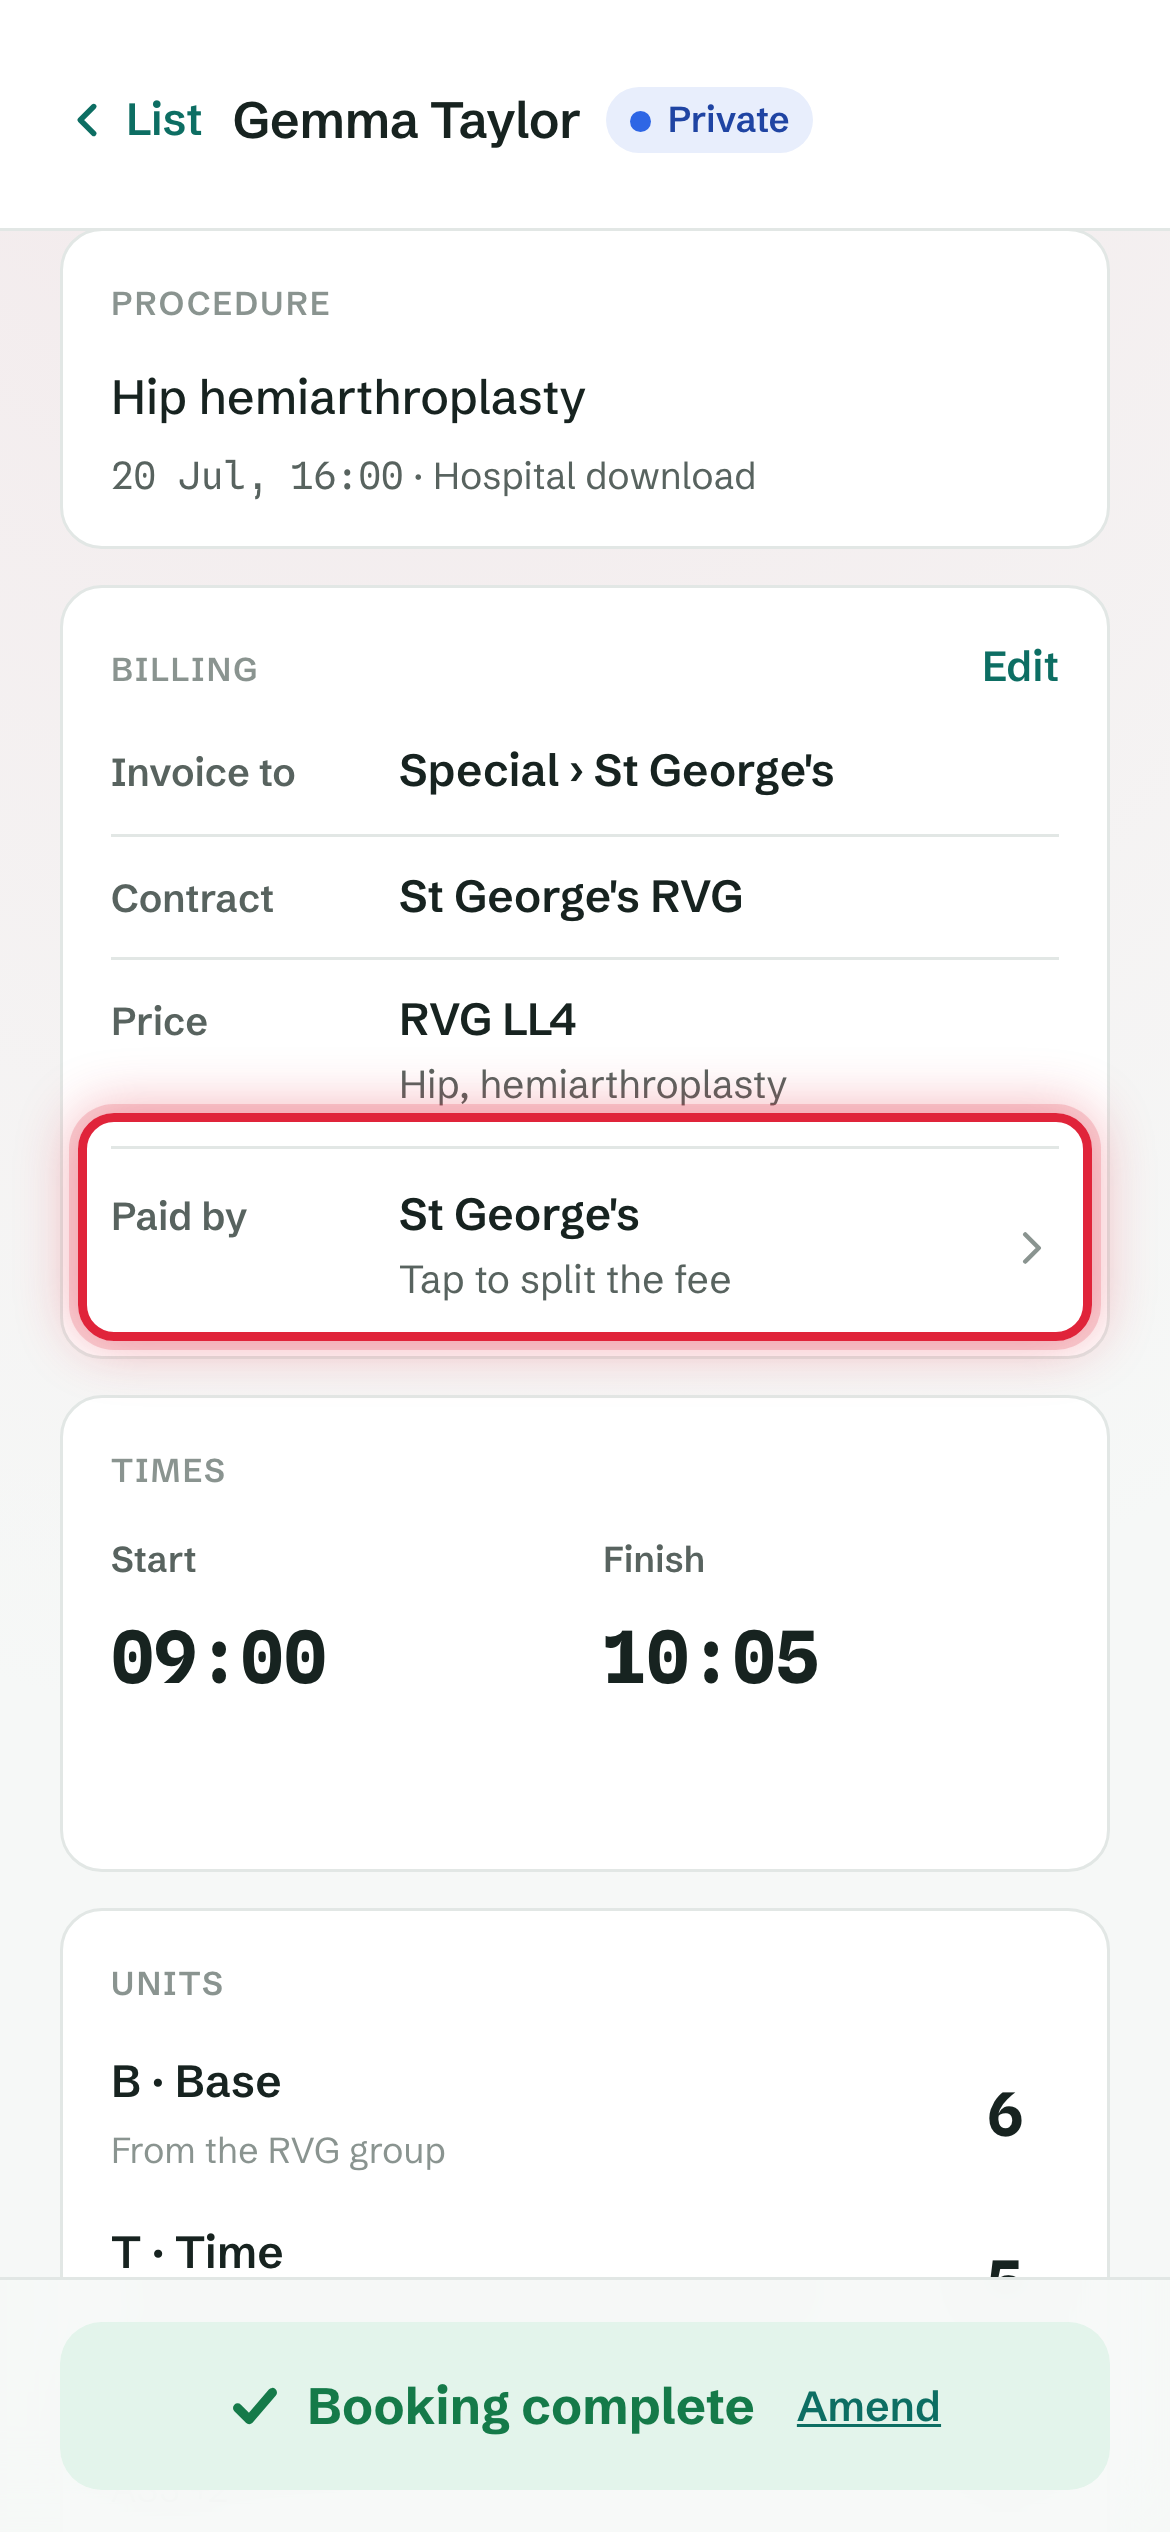 List Gemma Taylor Private
PROCEDURE
Hip hemiarthroplasty
20 Jul, 16:00 · Hospital download
BILLING Edit
Invoice to Special › St George's
Contract St George's RVG
Price RVG LL4
Hip, hemiarthroplasty
Paid by St George's
Tap to split the fee
TIMES
Start Finish
09:00 10:05
UNITS
B · Base 6
From the RVG group
T · Time 5
Booking complete Amend